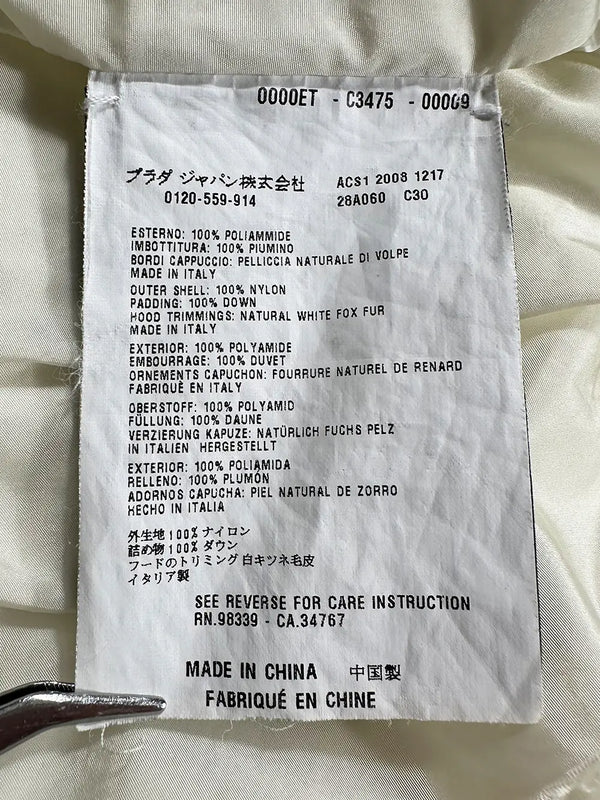 0000ET - C3475 - 00009
プラダ ジャパン株式会社 ACS1 2008 1217
0120-559-914 28A060 C30
ESTERNO: 100% POLIAMMIDE
IMBOTTITURA: 100% PIUMINO
BORDI CAPPUCCIO: PELLICCIA NATURALE DI VOLPE
MADE IN ITALY
OUTER SHELL: 100% NYLON
PADDING: 100% DOWN
HOOD TRIMMINGS: NATURAL WHITE FOX FUR
MADE IN ITALY
EXTERIOR: 100% POLYAMIDE
EMBOURRAGE: 100% DUVET
ORNEMENTS CAPUCHON: FOURRURE NATUREL DE RENARD
FABRIQUÉ EN ITALY
OBERSTOFF: 100% POLYAMID
FÜLLUNG: 100% DAUNE
VERZIERUNG KAPUZE: NATÜRLICH FUCHS PELZ
IN ITALIEN HERGESTELLT
EXTERIOR: 100% POLIAMIDA
RELLENO: 100% PLUMÓN
ADORNOS CAPUCHA: PIEL NATURAL DE ZORRO
HECHO IN ITALIA
外生地100% ナイロン
詰め物100% ダウン
フードのトリミング 白キツネ毛皮
イタリア製
SEE REVERSE FOR CARE INSTRUCTION
RN.98339 - CA.34767
MADE IN CHINA 中国製
FABRIQUÉ EN CHINE